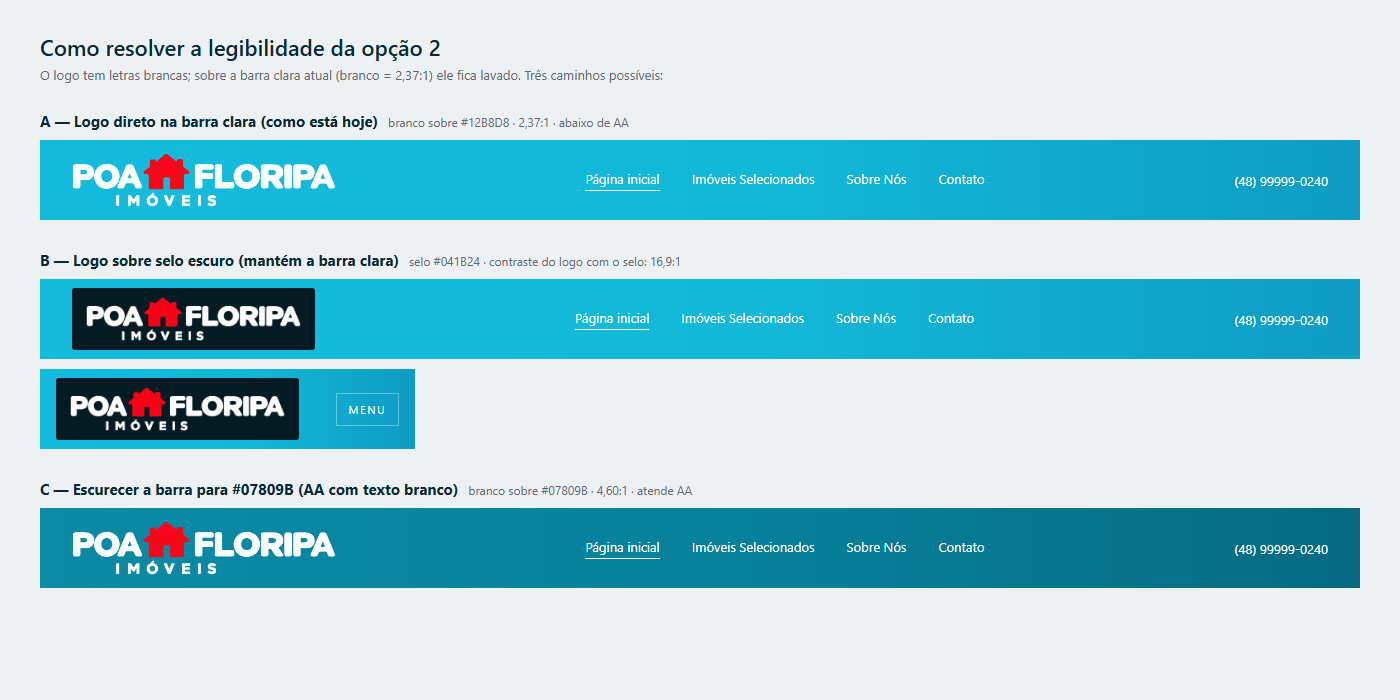 Como resolver a legibilidade da opção 2
O logo tem letras brancas; sobre a barra clara atual (branco = 2,37:1) ele fica lavado. Três caminhos possíveis:
A — Logo direto na barra clara (como está hoje) branco sobre #12B8D8 · 2,37:1 · abaixo de AA
POA FLORIPA
IMÓVEIS
Página inicial Imóveis Selecionados Sobre Nós Contato
(48) 99999-0240
B — Logo sobre selo escuro (mantém a barra clara) selo #041B24 · contraste do logo com o selo: 16,9:1
POA FLORIPA
IMÓVEIS
Página inicial Imóveis Selecionados Sobre Nós Contato
(48) 99999-0240
POA FLORIPA
IMÓVEIS
MENU
C — Escurecer a barra para #07809B (AA com texto branco) branco sobre #07809B · 4,60:1 · atende AA
POA FLORIPA
IMÓVEIS
Página inicial Imóveis Selecionados Sobre Nós Contato
(48) 99999-0240